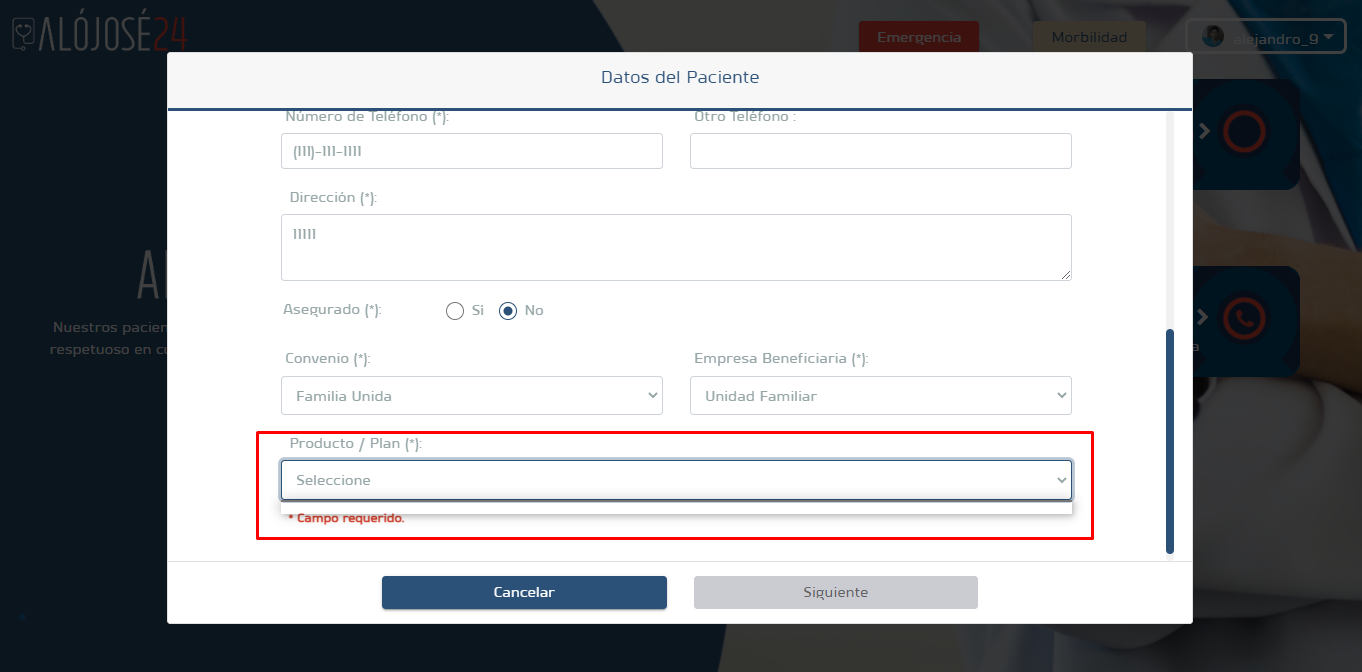 ALÓJOSÉ24
Emergencia
Morbilidad
alejandro_9
Datos del Paciente
Número de Teléfono (*):
Otro Teléfono :
(111)-111-1111
Dirección (*):
11111
Asegurado (*):
Si
No
Nuestros pacien
respetuoso en cu
Convenio (*):
Empresa Beneficiaria (*):
Familia Unida
Unidad Familiar
Producto / Plan (*):
Seleccione
* Campo requerido.
Cancelar
Siguiente